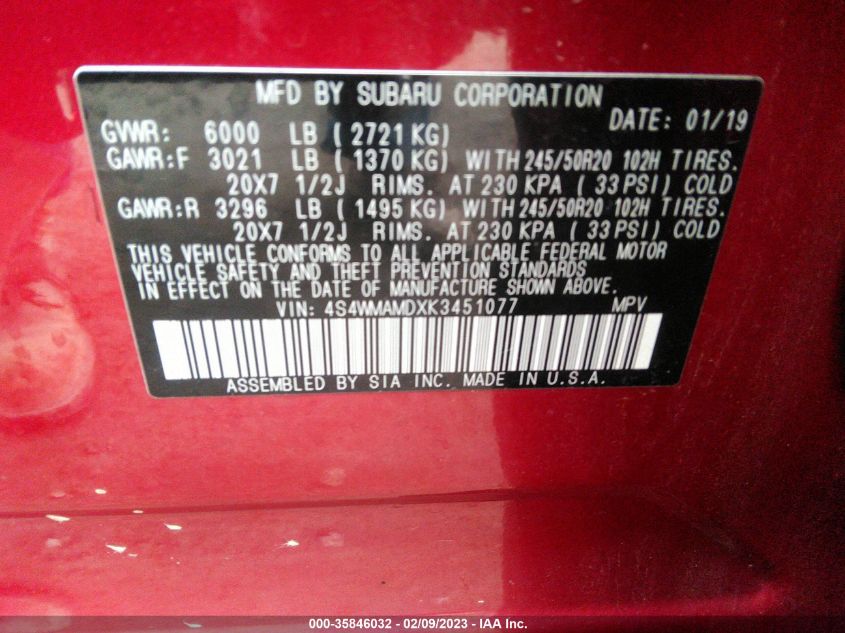 MFD BY SUBARU CORPORATION
DATE: 01/19
GVWR: 6000 LB ( 2721 KG)
GAWR:F 3021 LB ( 1370 KG) WITH 245/50R20 102H TIRES.
20X7 1/2J RIMS. AT 230 KPA ( 33 PSI) COLD
GAWR:R 3296 LB ( 1495 KG) WITH 245/50R20 102H TIRES.
20X7 1/2J RIMS. AT 230 KPA ( 33 PSI) COLD
THIS VEHICLE CONFORMS TO ALL APPLICABLE FEDERAL MOTOR
VEHICLE SAFETY AND THEFT PREVENTION STANDARDS
IN EFFECT ON THE DATE OF MANUFACTURE SHOWN ABOVE.
VIN: 4S4WMAMDXK3451077 MPV
ASSEMBLED BY SIA INC. MADE IN U.S.A.
000-35846032 - 02/09/2023 - IAA Inc.